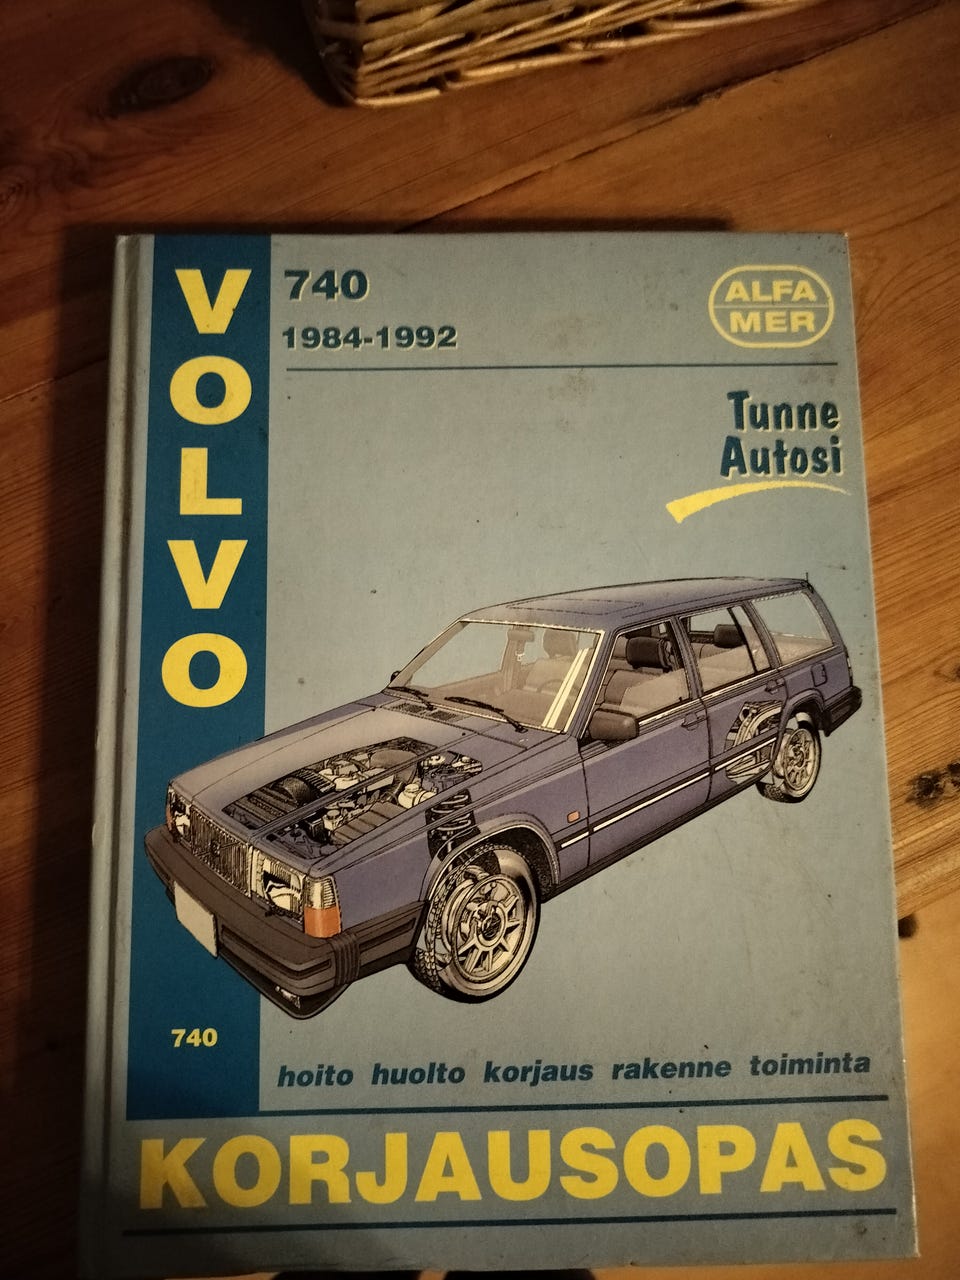 VOLVO
740
1984-1992
ALFA
MER
Tunne
Autosi
740
hoito huolto korjaus rakenne toiminta
KORJAUSOPAS